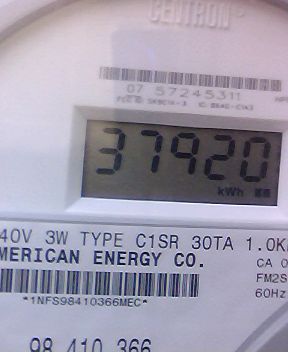 CENTRON®
07 57245311
37920
kWh
40V 3W TYPE C1SR 30TA 1.0K
MERICAN ENERGY CO.
CA 0
FM2S
60Hz
*1NFS98410366MEC*
98 410 366